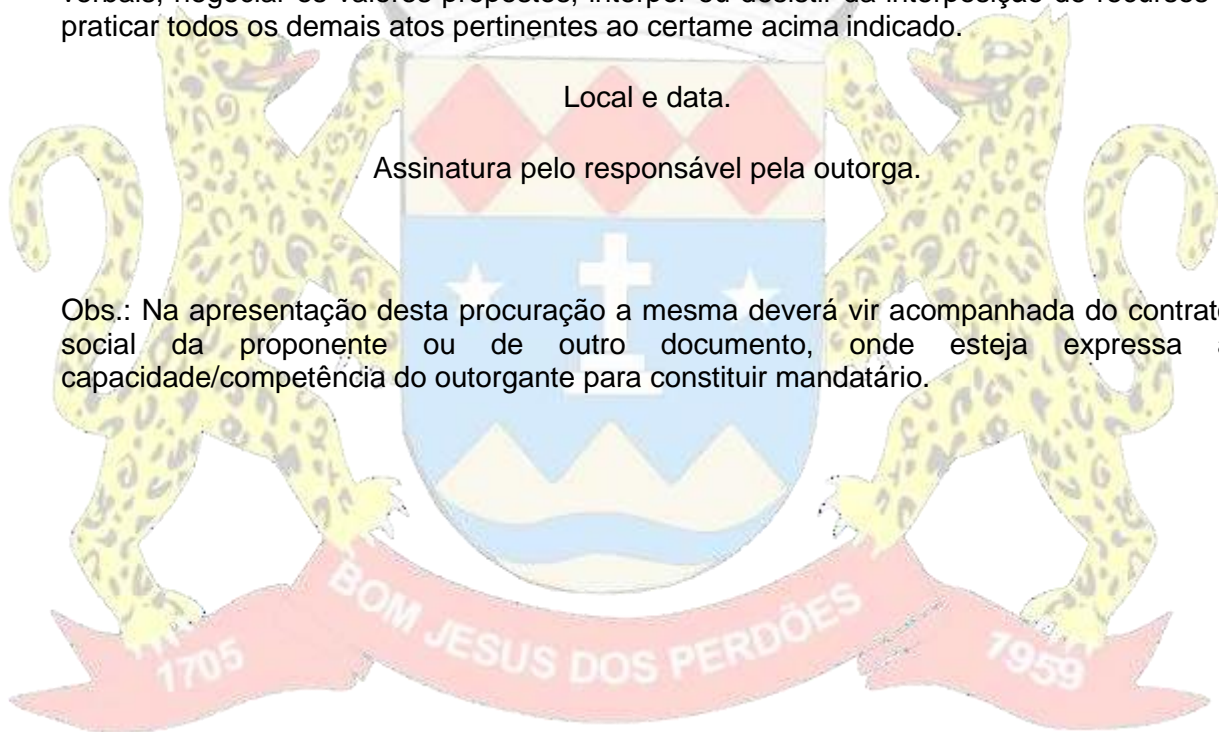 verbais, negociar os valores propostos, interpor ou desistir da interposição de recursos
praticar todos os demais atos pertinentes ao certame acima indicado.
Local e data.
Assinatura pelo responsável pela outorga.
Obs.: Na apresentação desta procuração a mesma deverá vir acompanhada do contrato
social da proponente ou de outro documento, onde esteja expressa a
capacidade/competência do outorgante para constituir mandatário.
1705
BOM JESUS DOS PERDÕES
1959